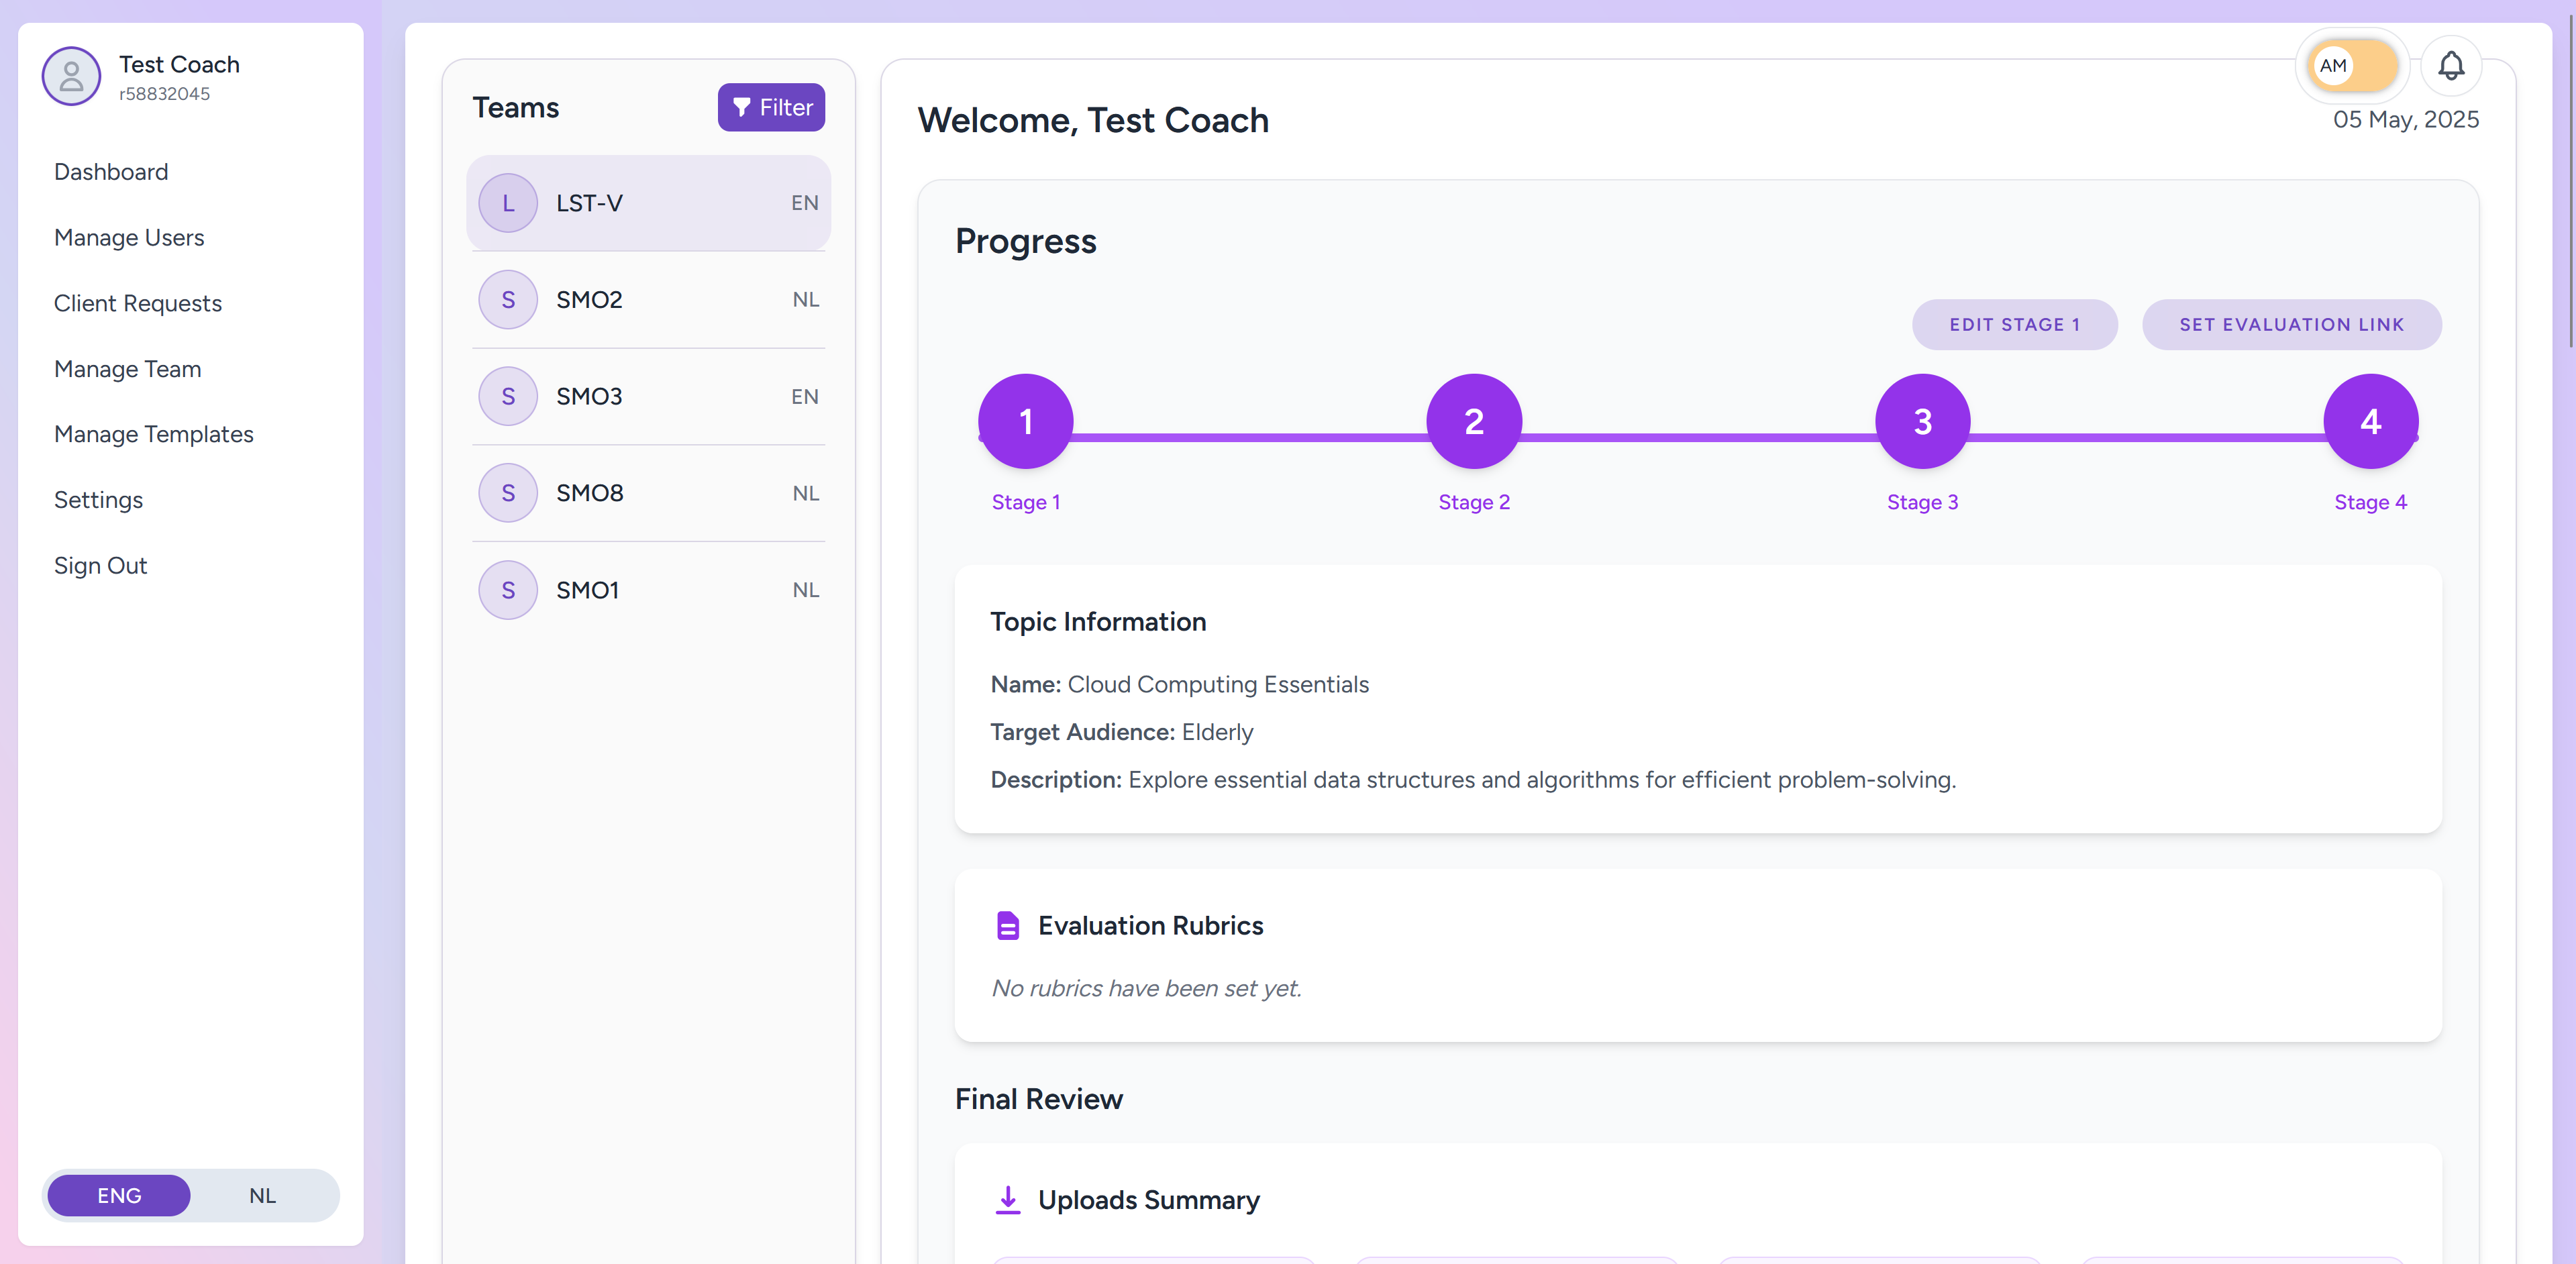 Test Coach
r58832045
Dashboard
Manage Users
Client Requests
Manage Team
Manage Templates
Settings
Sign Out
ENG
NL
Teams
Filter
L
LST-V
EN
S
SMO2
NL
S
SMO3
EN
S
SMO8
NL
S
SMO1
NL
AM
Welcome, Test Coach
05 May, 2025
Progress
EDIT STAGE 1
SET EVALUATION LINK
1
2
3
4
Stage 1
Stage 2
Stage 3
Stage 4
Topic Information
Name: Cloud Computing Essentials
Target Audience: Elderly
Description: Explore essential data structures and algorithms for efficient problem-solving.
Evaluation Rubrics
No rubrics have been set yet.
Final Review
Uploads Summary